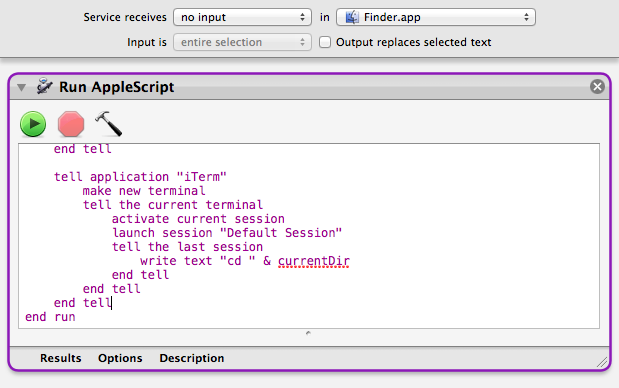 Service receives no input in Finder.app
Input is entire selection Output replaces selected text
Run AppleScript
end tell
tell application "iTerm"
make new terminal
tell the current terminal
activate current session
launch session "Default Session"
tell the last session
write text "cd " & currentDir
end tell
end tell
end tell
end run
Results Options Description